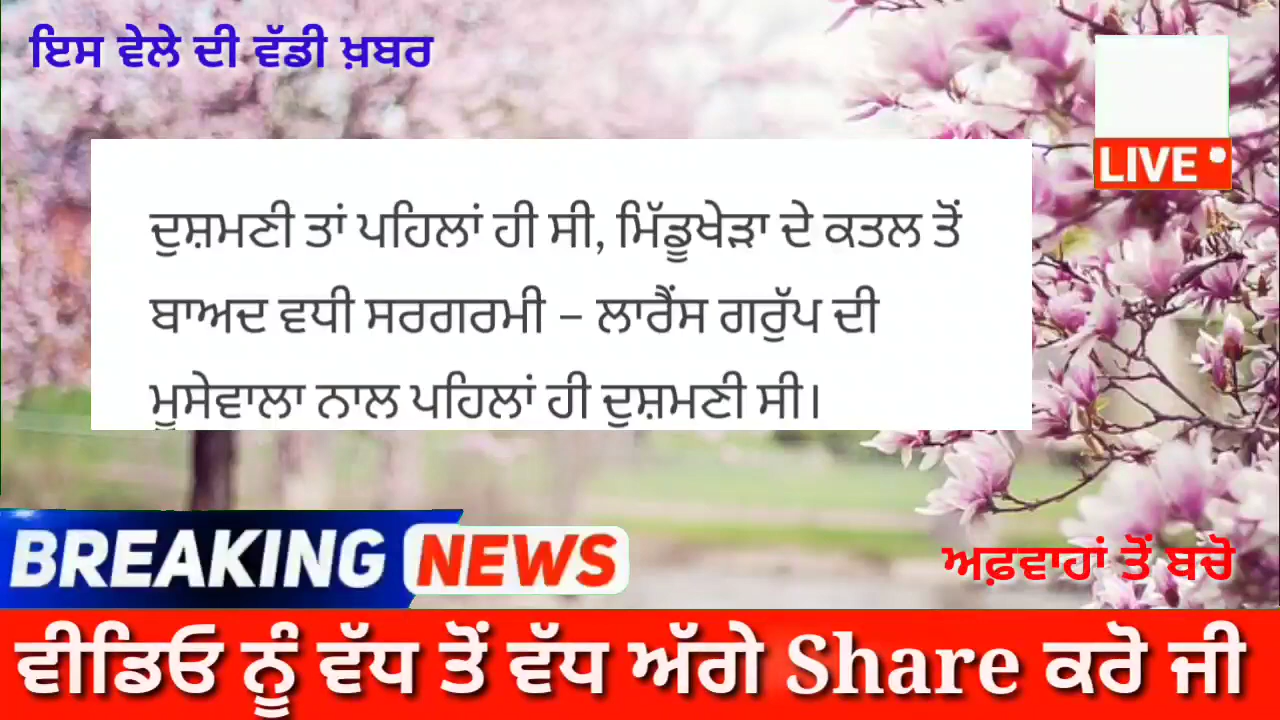 ਇਸ ਵੇਲੇ ਦੀ ਵੱਡੀ ਖ਼ਬਰ
LIVE
ਦੁਸ਼ਮਣੀ ਤਾਂ ਪਹਿਲਾਂ ਹੀ ਸੀ, ਮਿੱਡੂਖੇੜਾ ਦੇ ਕਤਲ ਤੋਂ
ਬਾਅਦ ਵਧੀ ਸਰਗਰਮੀ – ਲਾਰੈਂਸ ਗਰੁੱਪ ਦੀ
ਮੂਸੇਵਾਲਾ ਨਾਲ ਪਹਿਲਾਂ ਹੀ ਦੁਸ਼ਮਣੀ ਸੀ।
BREAKING NEWS
ਅਫ਼ਵਾਹਾਂ ਤੋਂ ਬਚੋ
ਵੀਡਿਓ ਨੂੰ ਵੱਧ ਤੋਂ ਵੱਧ ਅੱਗੇ Share ਕਰੋ ਜੀ